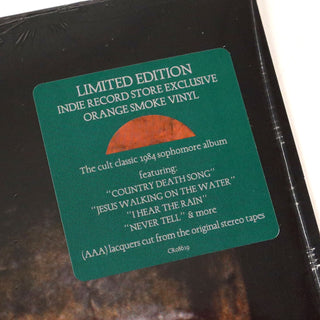 LIMITED EDITION
INDIE RECORD STORE EXCLUSIVE
ORANGE SMOKE VINYL
The cult classic 1984 sophomore album
featuring:
"COUNTRY DEATH SONG"
"JESUS WALKING ON THE WATER"
"I HEAR THE RAIN"
"NEVER TELL" & more
(AAA) lacquers cut from the original stereo tapes
CR08619